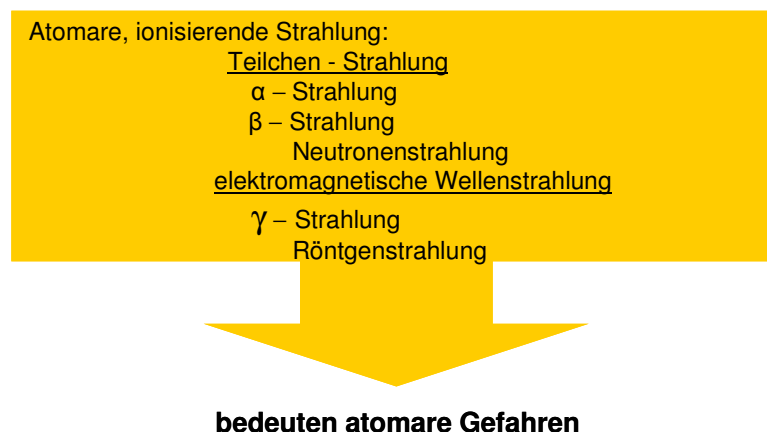 Atomare, ionisierende Strahlung:
Teilchen - Strahlung
α – Strahlung
β – Strahlung
Neutronenstrahlung
elektromagnetische Wellenstrahlung
γ – Strahlung
Röntgenstrahlung
bedeuten atomare Gefahren